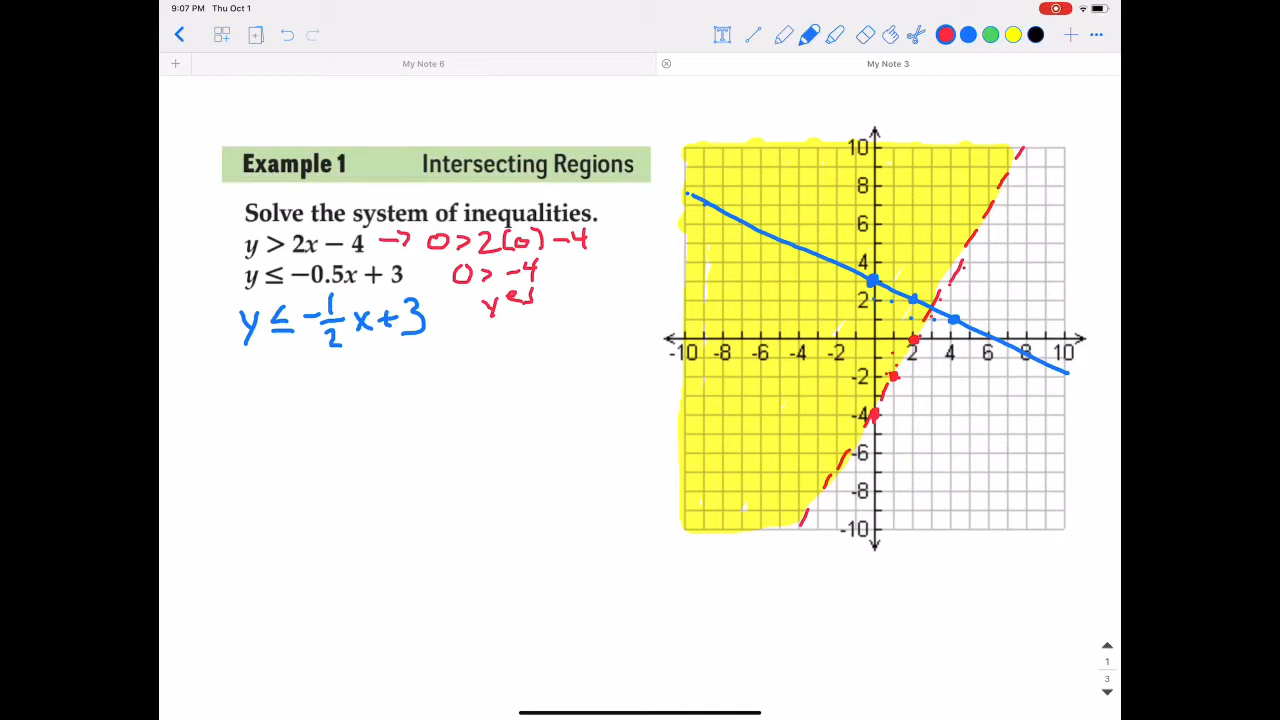 9:07 PM Thu Oct 1
My Note 6
My Note 3
Example 1 Intersecting Regions
Solve the system of inequalities.
y > 2x − 4 → 0 > 2(0) −4
y ≤ −0.5x + 3 0 > −4
yes
y ≤ −1/2 x + 3
10
8
6
4
2
-10 -8 -6 -4 -2 2 4 6 8 10
-2
-4
-6
-8
-10
1
3